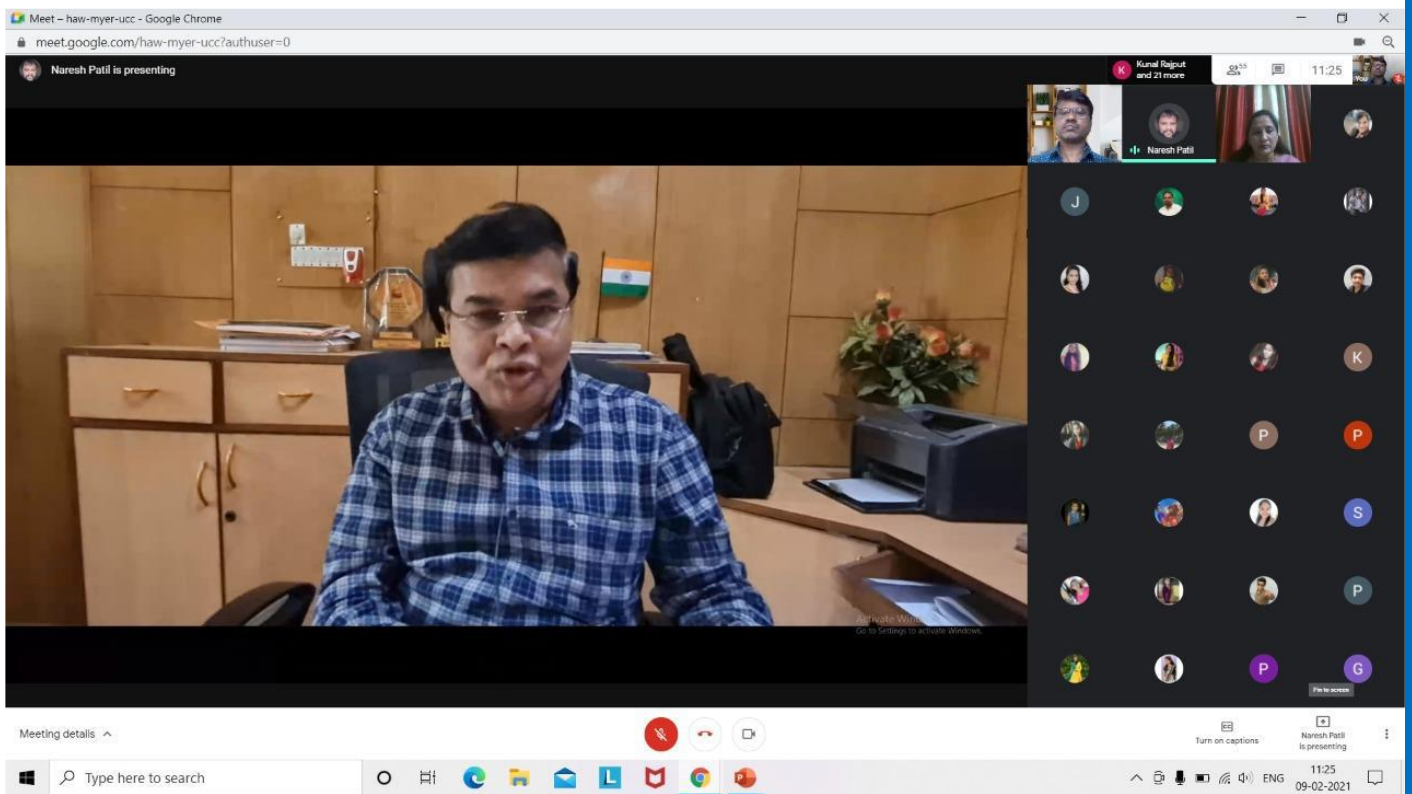 Meet – haw-myer-ucc - Google Chrome
meet.google.com/haw-myer-ucc?authuser=0
Naresh Patil is presenting
K
Kunal Rajput
and 21 more
55
11:25
You
Naresh Patil
J
K
P
P
S
P
P
G
Pin to screen
Activate Windows
Go to Settings to activate Windows.
Meeting details
CC
Turn on captions
Naresh Patil
is presenting
Type here to search
L
P
ENG
11:25
09-02-2021